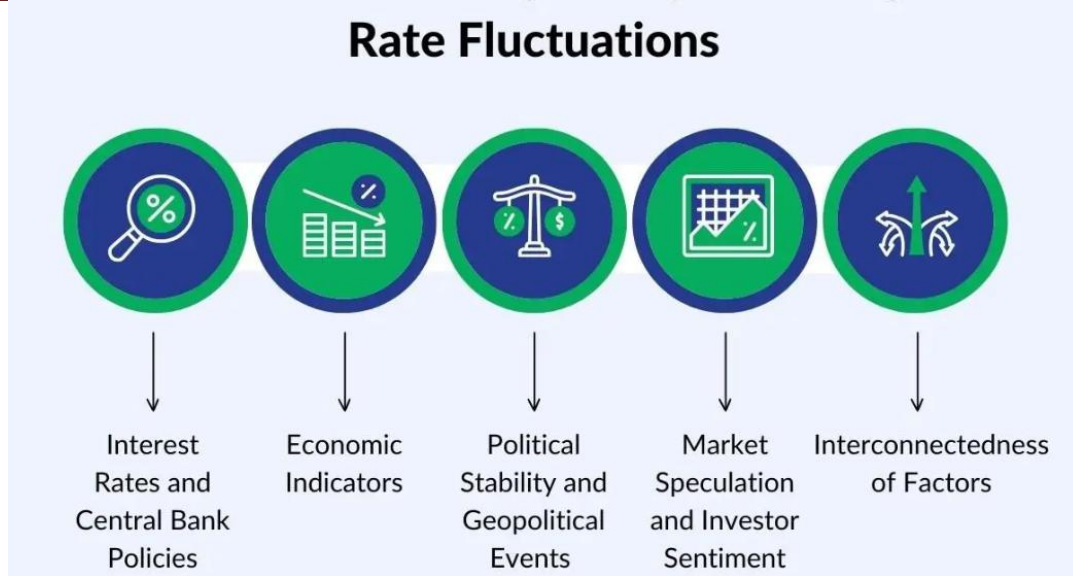 Rate Fluctuations
%
%
%
$
%
Interest
Rates and
Central Bank
Policies
Economic
Indicators
Political
Stability and
Geopolitical
Events
Market
Speculation
and Investor
Sentiment
Interconnectedness
of Factors